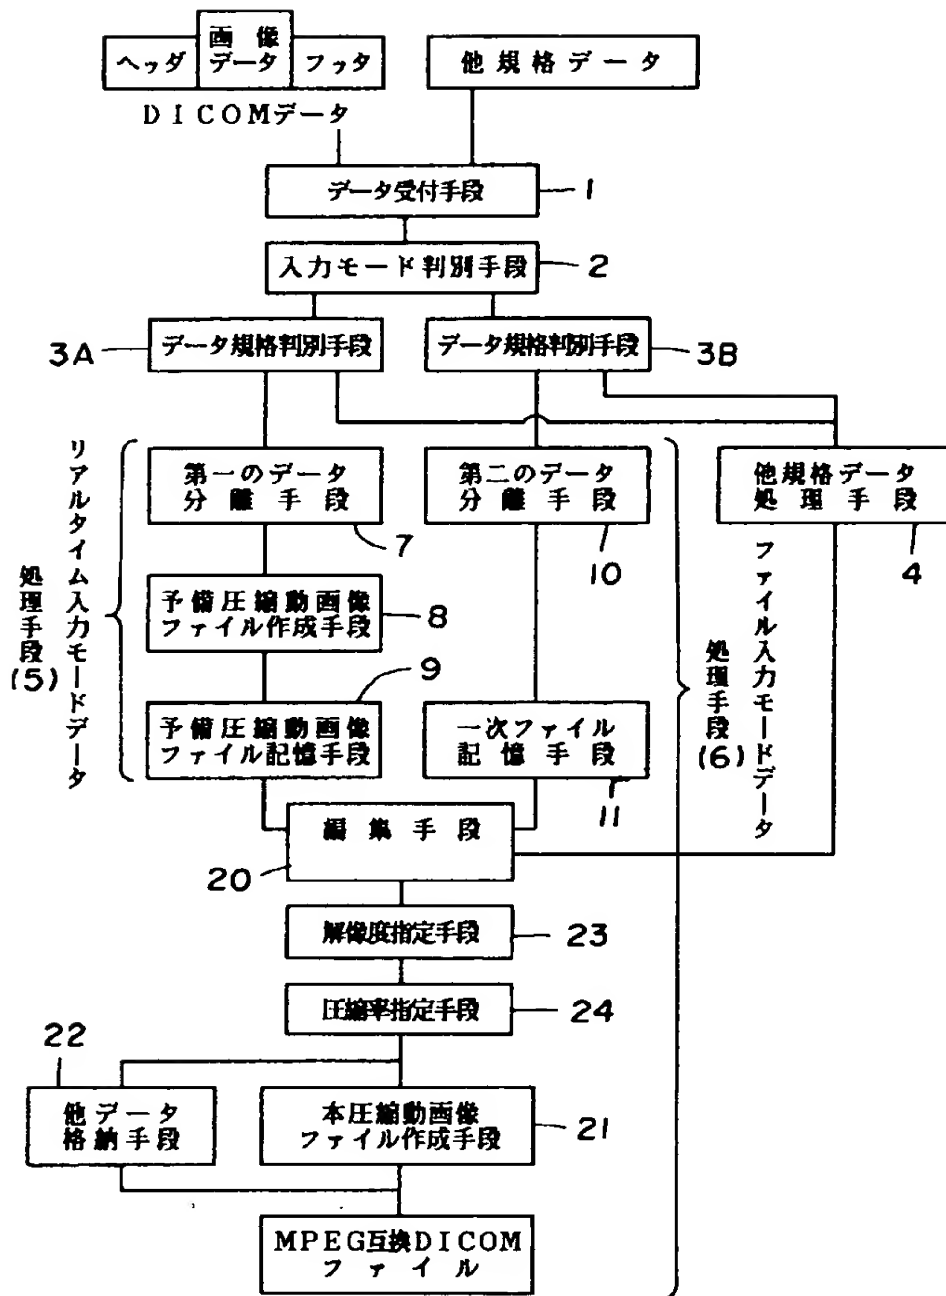 画像
ヘッダ データ フッタ
他規格データ
DICOMデータ
データ受付手段
1
入力モード判別手段
2
3A
データ規格判別手段
データ規格判別手段
3B
リアルタイム入力モードデータ
処理手段
(5)
第一のデータ
分離手段
7
第二のデータ
分離手段
10
他規格データ
処理手段
4
予備圧縮動画像
ファイル作成手段
8
ファイル入力モードデータ
処理手段
(6)
9
予備圧縮動画像
ファイル記憶手段
一次ファイル
記憶手段
11
編集手段
20
解像度指定手段
23
圧縮率指定手段
24
22
他データ
格納手段
本圧縮動画像
ファイル作成手段
21
MPEG互換DICOM
ファイル